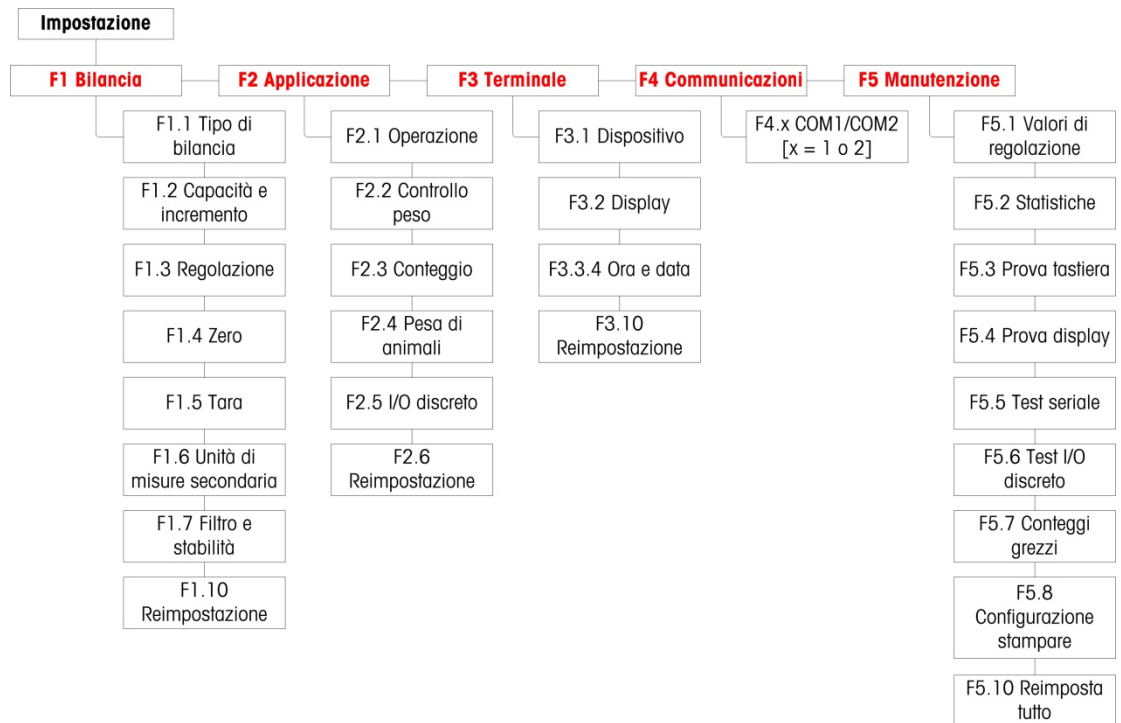 Impostazione
F1 Bilancia
F2 Applicazione
F3 Terminale
F4 Communicazioni
F5 Manutenzione
F1.1 Tipo di
bilancia
F1.2 Capacità e
incremento
F1.3 Regolazione
F1.4 Zero
F1.5 Tara
F1.6 Unità di
misure secondaria
F1.7 Filtro e
stabilità
F1.10
Reimpostazione
F2.1 Operazione
F2.2 Controllo
peso
F2.3 Conteggio
F2.4 Pesa di
animali
F2.5 I/O discreto
F2.6
Reimpostazione
F3.1 Dispositivo
F3.2 Display
F3.3.4 Ora e data
F3.10
Reimpostazione
F4.x COM1/COM2
[x = 1 o 2]
F5.1 Valori di
regolazione
F5.2 Statistiche
F5.3 Prova tastiera
F5.4 Prova display
F5.5 Test seriale
F5.6 Test I/O
discreto
F5.7 Conteggi
grezzi
F5.8
Configurazione
stampare
F5.10 Reimposta
tutto